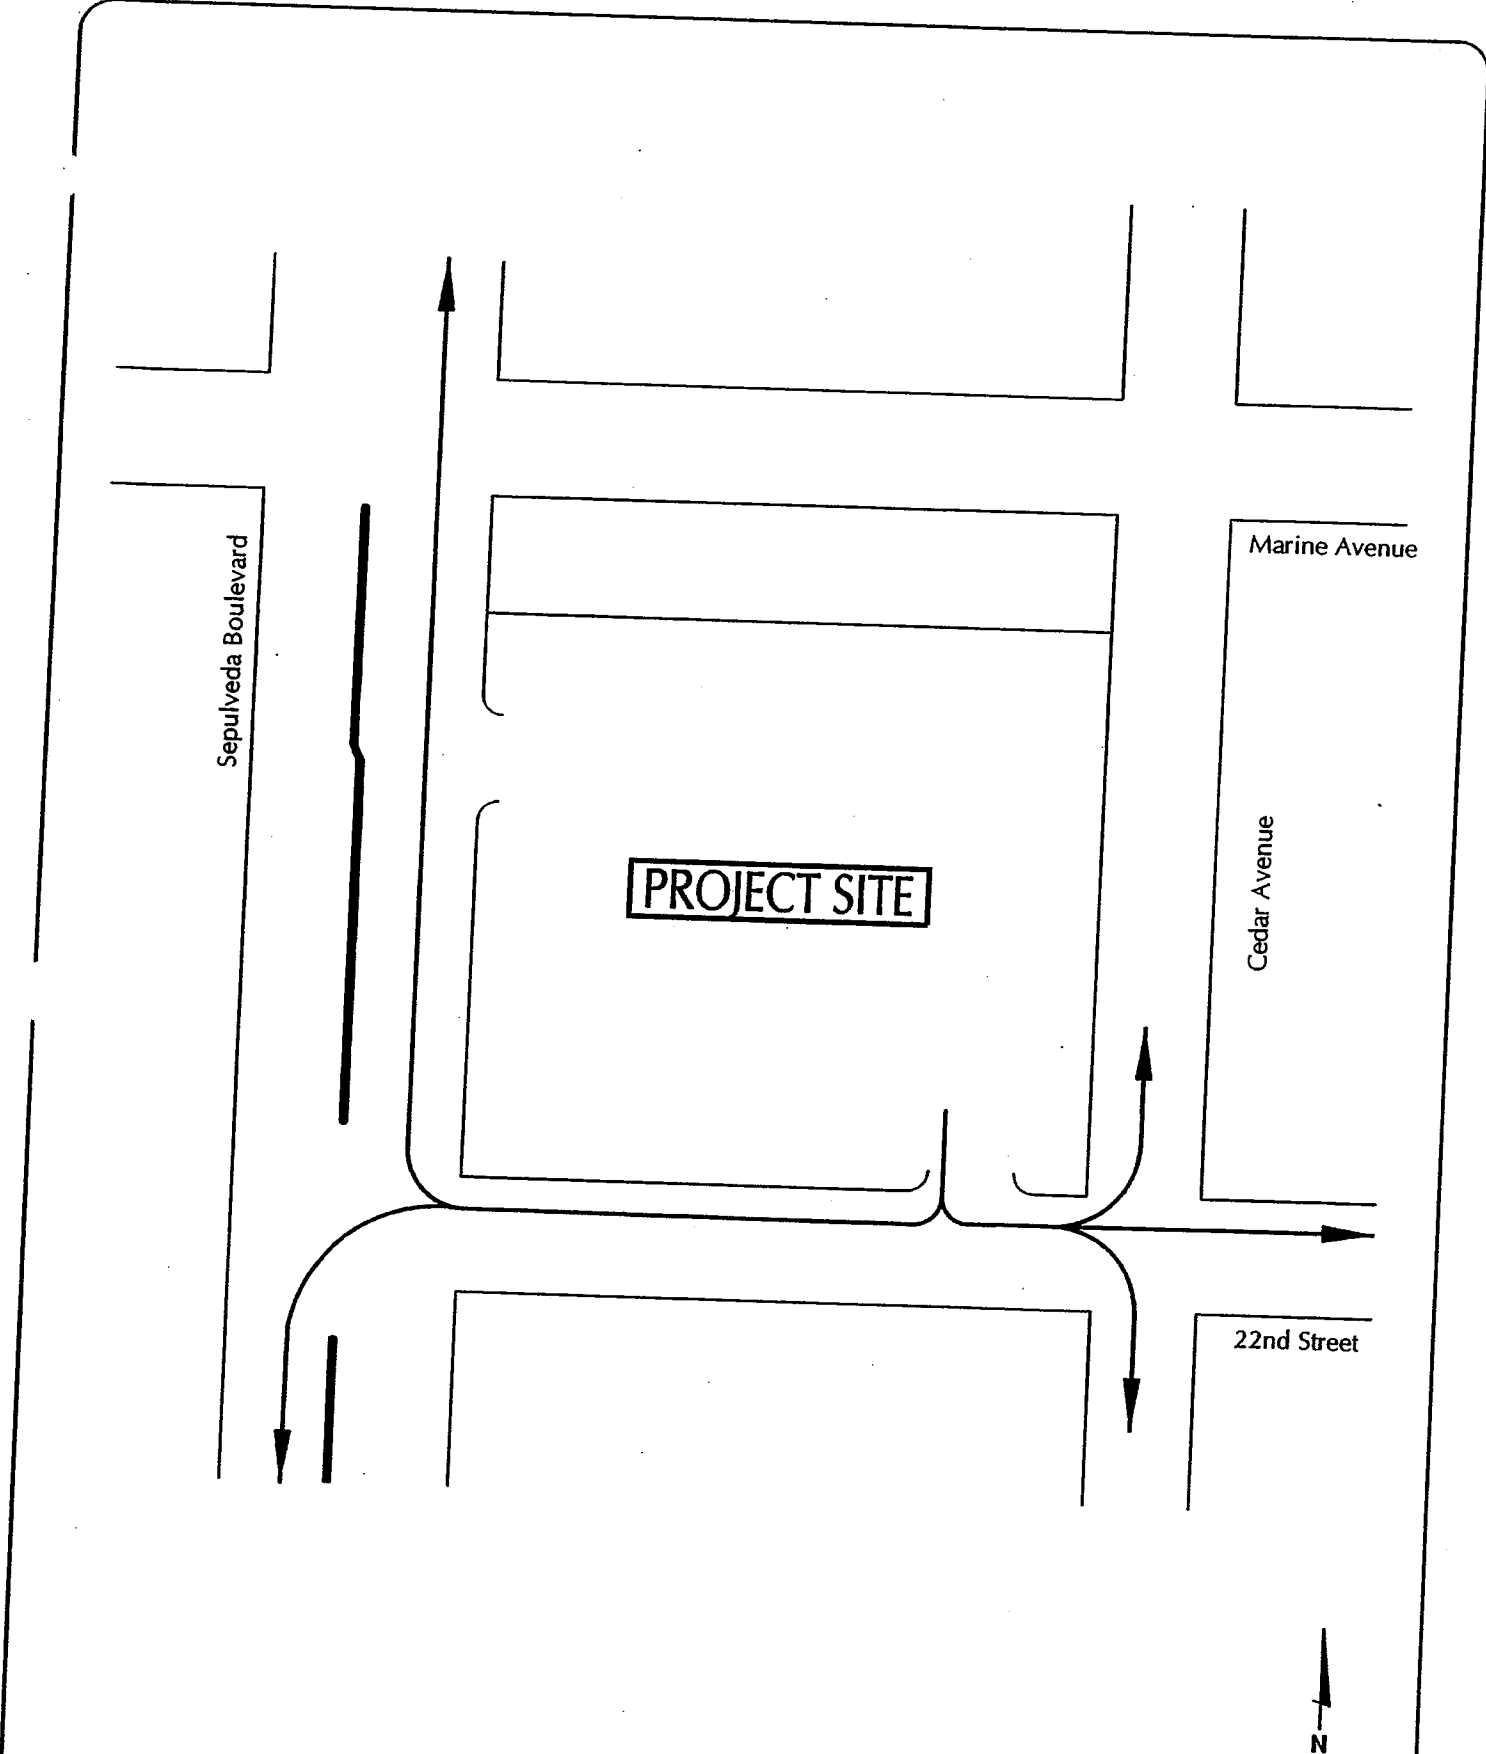 Marine Avenue
Sepulveda Boulevard
PROJECT SITE
Cedar Avenue
22nd Street
N